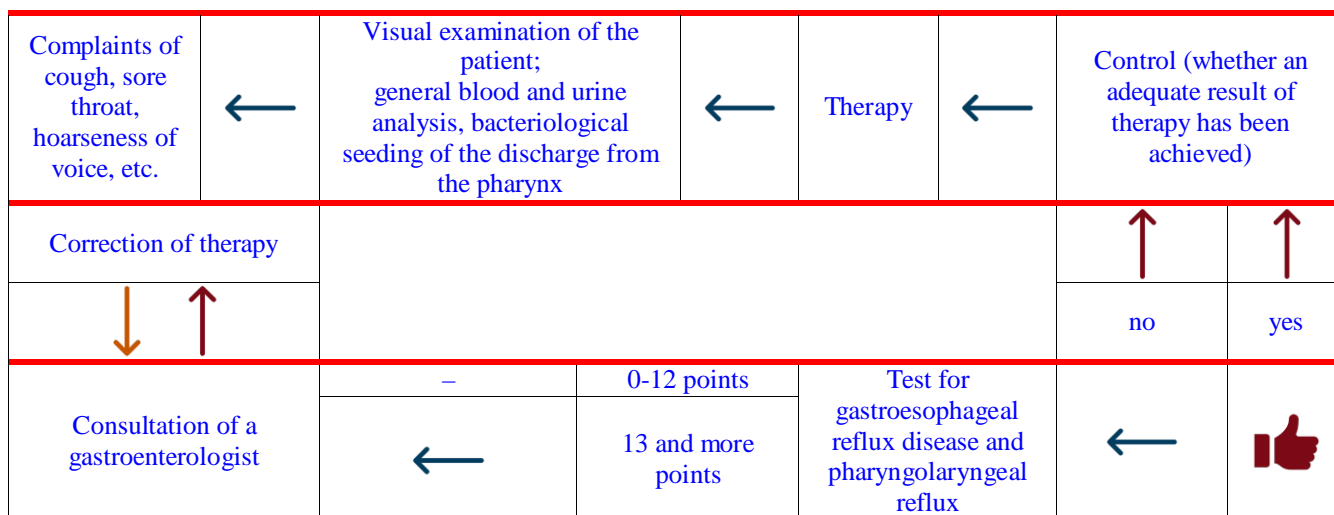 Complaints of
cough, sore
throat,
hoarseness of
voice, etc.
Visual examination of the
patient;
general blood and urine
analysis, bacteriological
seeding of the discharge from
the pharynx
Therapy
Control (whether an
adequate result of
therapy has been
achieved)
Correction of therapy
no
yes
Consultation of a
gastroenterologist
–
0-12 points
13 and more
points
Test for
gastroesophageal
reflux disease and
pharyngolaryngeal
reflux